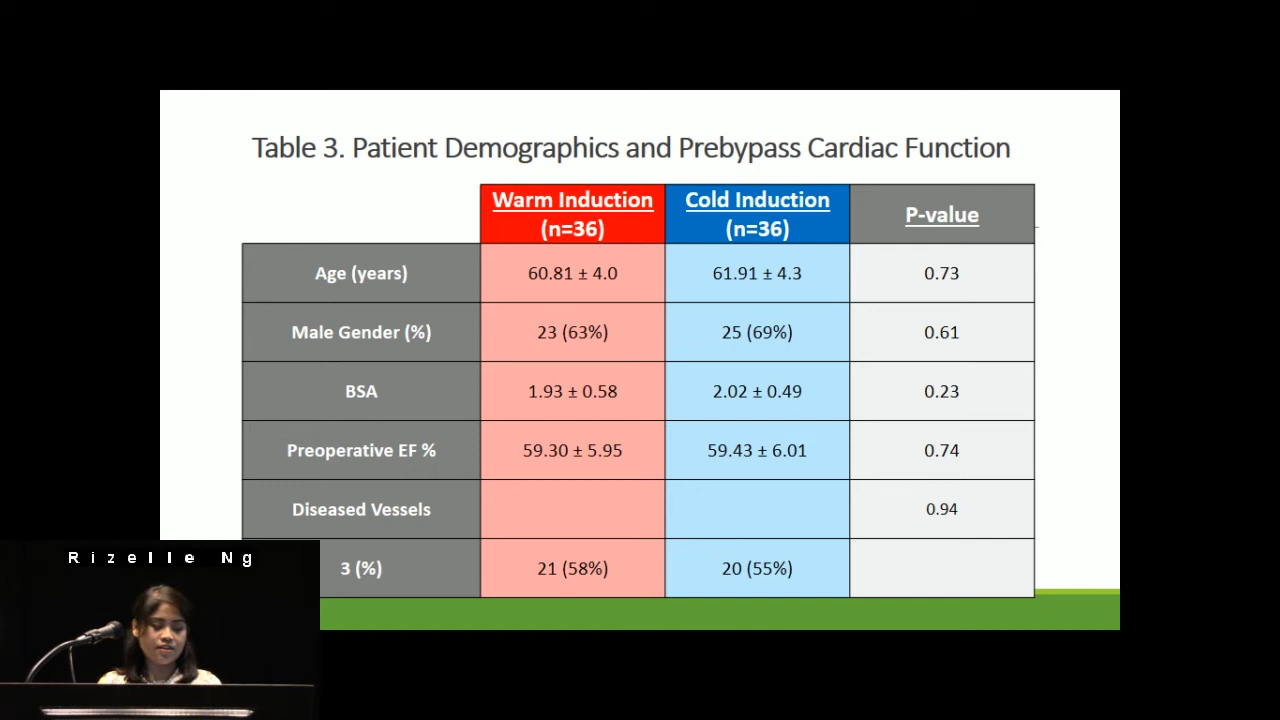 Table 3. Patient Demographics and Prebypass Cardiac Function
Warm Induction (n=36) Cold Induction (n=36) P-value
Age (years) 60.81 ± 4.0 61.91 ± 4.3 0.73
Male Gender (%) 23 (63%) 25 (69%) 0.61
BSA 1.93 ± 0.58 2.02 ± 0.49 0.23
Preoperative EF % 59.30 ± 5.95 59.43 ± 6.01 0.74
Diseased Vessels 0.94
3 (%) 21 (58%) 20 (55%)
Rizelle Ng